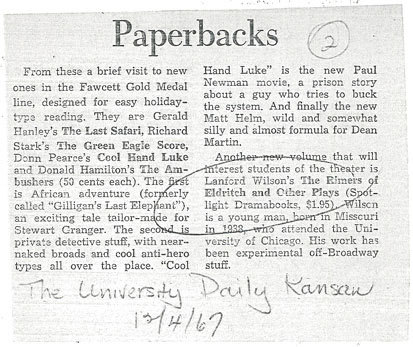 Paperbacks
2
From these a brief visit to new
ones in the Fawcett Gold Medal
line, designed for easy holiday-
type reading. They are Gerald
Hanley's The Last Safari, Richard
Stark's The Green Eagle Score,
Donn Pearce's Cool Hand Luke
and Donald Hamilton's The Am-
bushers (50 cents each). The first
is African adventure (formerly
called "Gilligan's Last Elephant"),
an exciting tale tailor-made for
Stewart Granger. The second is
private detective stuff, with near-
naked broads and cool anti-hero
types all over the place. "Cool
Hand Luke" is the new Paul
Newman movie, a prison story
about a guy who tries to buck
the system. And finally the new
Matt Helm, wild and somewhat
silly and almost formula for Dean
Martin.
Another new volume that will
interest students of the theater is
Lanford Wilson's The Rimers of
Eldritch and Other Plays (Spot-
light Dramabooks, $1.95). Wilson
is a young man, born in Missouri
in 1938, who attended the Uni-
versity of Chicago. His work has
been experimental off-Broadway
stuff.
The University Daily Kansan
12/4/67